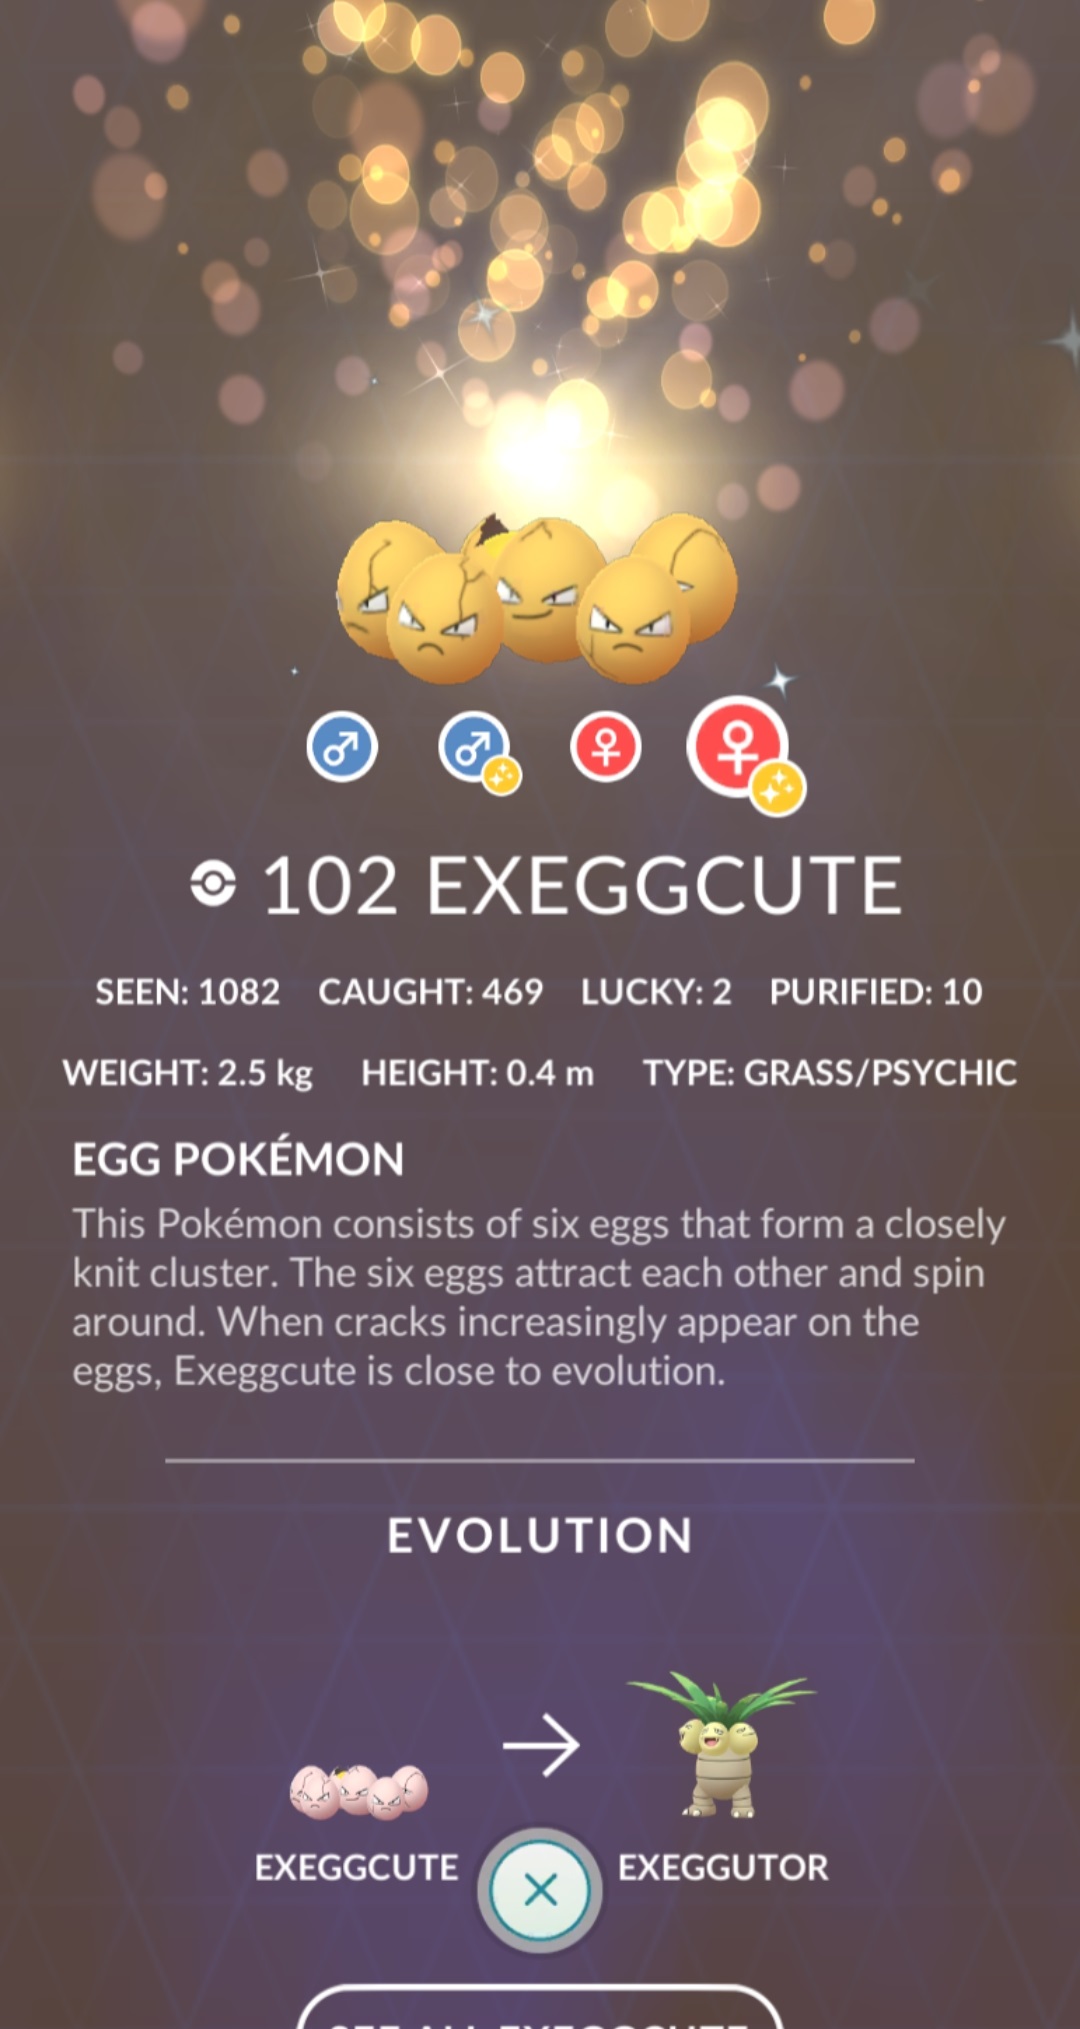 102 EXEGGCUTE
SEEN: 1082 CAUGHT: 469 LUCKY: 2 PURIFIED: 10
WEIGHT: 2.5 kg HEIGHT: 0.4 m TYPE: GRASS/PSYCHIC
EGG POKÉMON
This Pokémon consists of six eggs that form a closely
knit cluster. The six eggs attract each other and spin
around. When cracks increasingly appear on the
eggs, Exeggcute is close to evolution.
EVOLUTION
EXEGGCUTE EXEGGUTOR
SEE ALL EXEGGCUTE